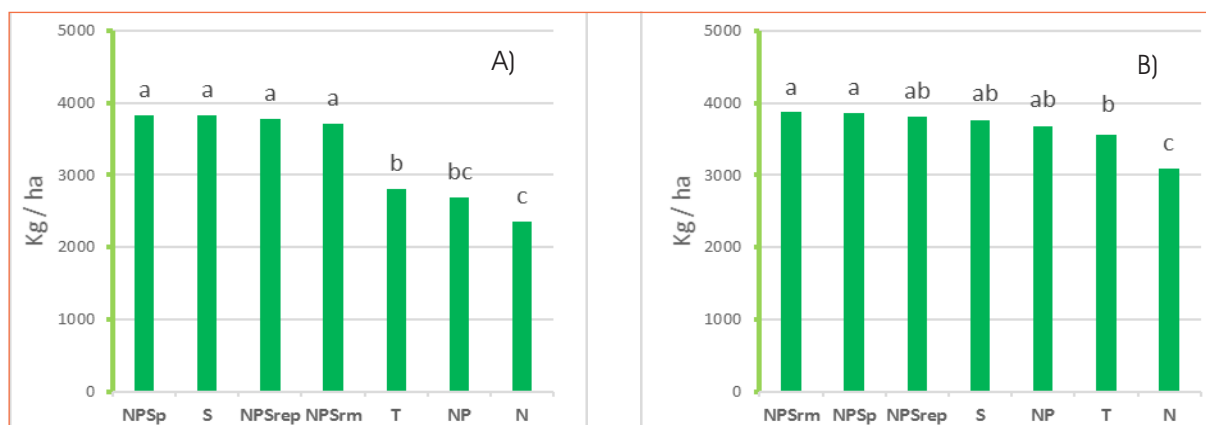 A)
5000
4000
3000
2000
1000
0
Kg / ha
a a a a b bc c
NPSp S NPSrep NPSrm T NP N
B)
5000
4000
3000
2000
1000
0
Kg / ha
a a ab ab ab b c
NPSrm NPSp NPSrep S NP T N